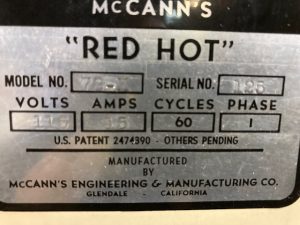 McCANN'S
"RED HOT"
MODEL NO. SERIAL NO.
VOLTS AMPS CYCLES PHASE
115 60 1
U.S. PATENT 2474390 - OTHERS PENDING
MANUFACTURED
BY
McCANN'S ENGINEERING & MANUFACTURING CO.
GLENDALE - CALIFORNIA